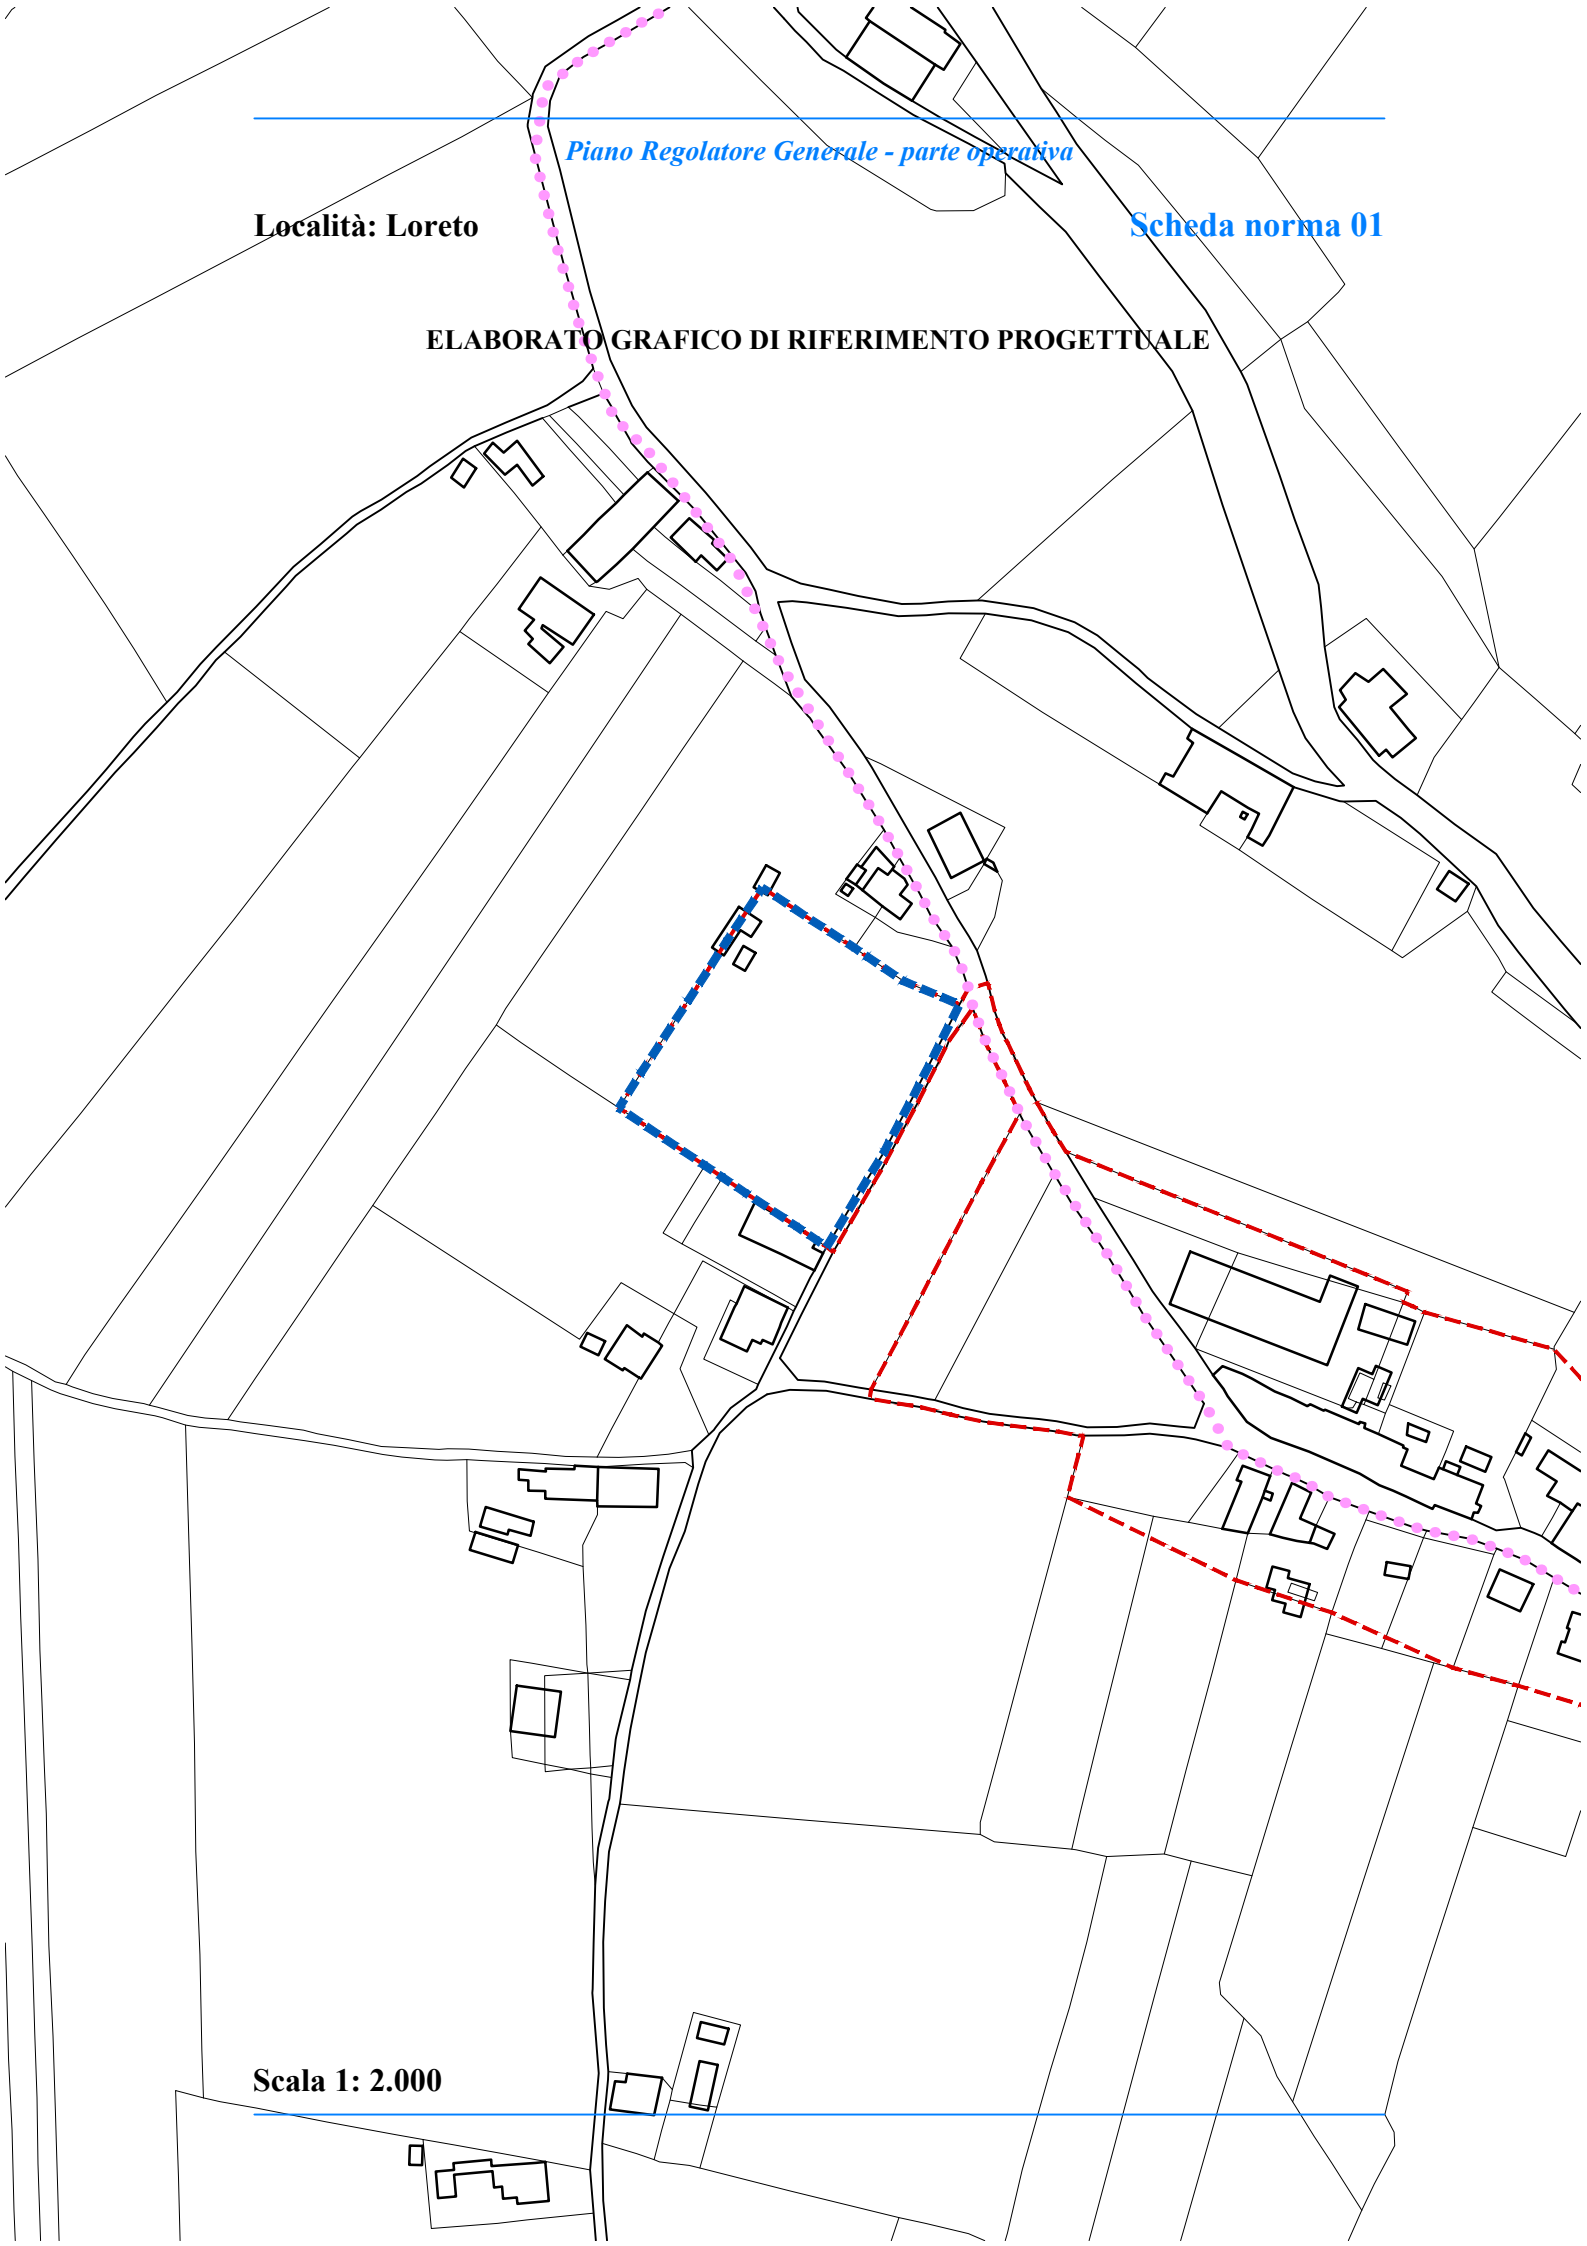 Piano Regolatore Generale - parte operativa
Località: Loreto
Scheda norma 01
ELABORATO GRAFICO DI RIFERIMENTO PROGETTUALE
Scala 1: 2.000